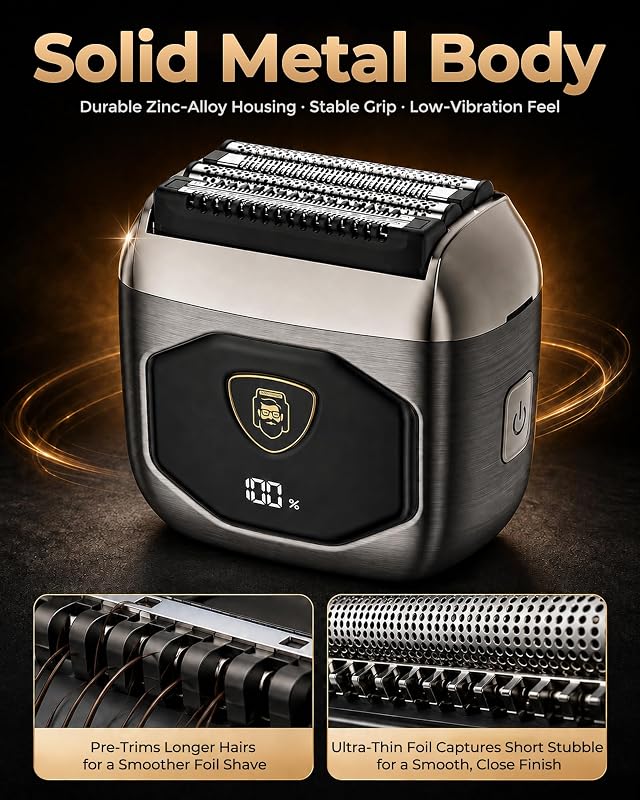 Solid Metal Body
Durable Zinc-Alloy Housing · Stable Grip · Low-Vibration Feel
100 %
Pre-Trims Longer Hairs
for a Smoother Foil Shave
Ultra-Thin Foil Captures Short Stubble
for a Smooth, Close Finish